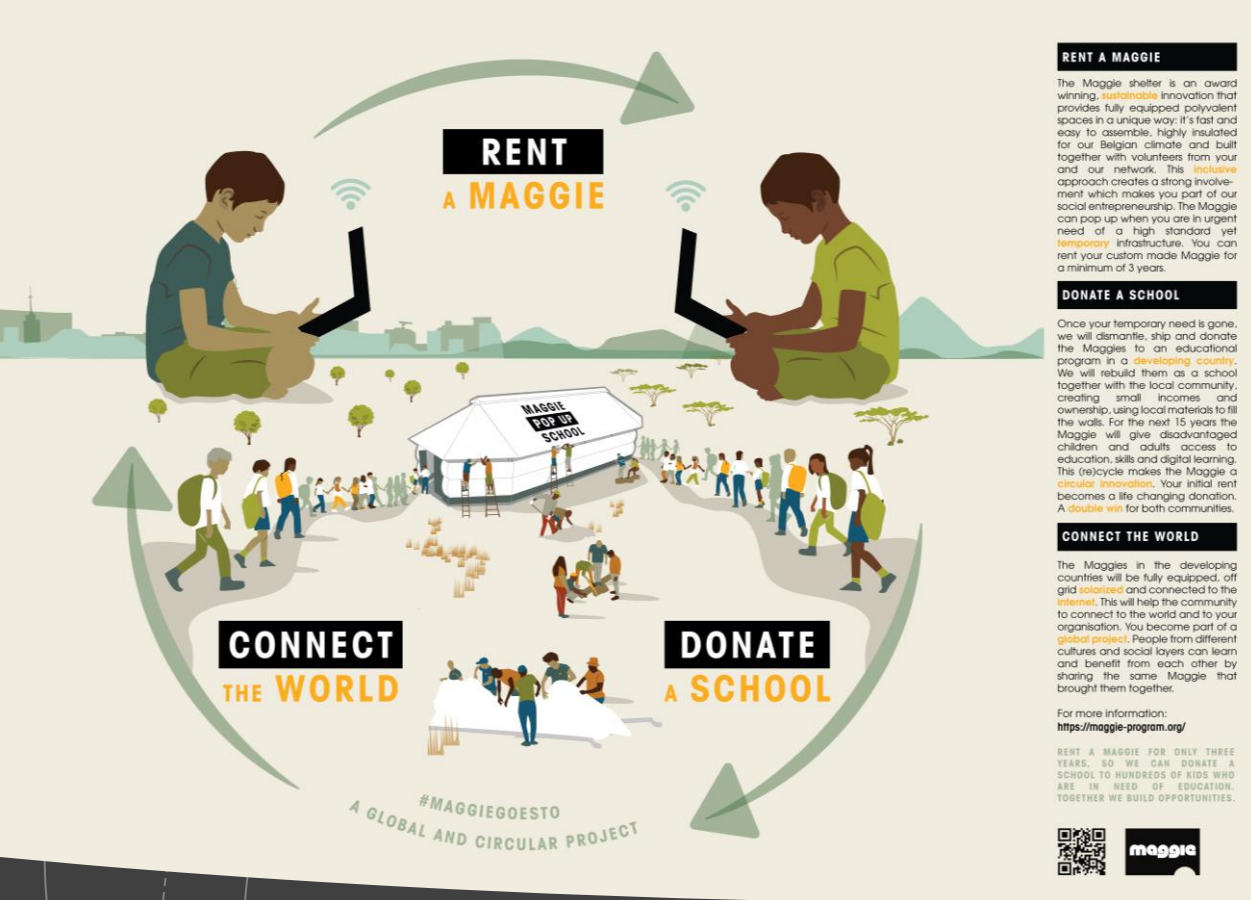 RENT
A MAGGIE
MAGGIE
POP UP
SCHOOL
CONNECT
THE WORLD
DONATE
A SCHOOL
#MAGGIEGOESTO
A GLOBAL AND CIRCULAR PROJECT
RENT A MAGGIE
The Maggie shelter is an award
winning, sustainable innovation that
provides fully equipped polyvalent
spaces in a unique way: it's fast and
easy to assemble, highly insulated
for our Belgian climate and built
together with volunteers from your
and our network. This inclusive
approach creates a strong involve-
ment which makes you part of our
social entrepreneurship. The Maggie
can pop up when you are in urgent
need of a high standard yet
temporary infrastructure. You can
rent your custom made Maggie for
a minimum of 3 years.
DONATE A SCHOOL
Once your temporary need is gone,
we will dismantle, ship and donate
the Maggies to an educational
program in a developing country.
We will rebuild them as a school
together with the local community,
creating small incomes and
ownership, using local materials to fill
the walls. For the next 15 years the
Maggie will give disadvantaged
children and adults access to
education, skills and digital learning.
This (re)cycle makes the Maggie a
circular innovation. Your initial rent
becomes a life changing donation.
A double win for both communities.
CONNECT THE WORLD
The Maggies in the developing
countries will be fully equipped, off
grid solarized and connected to the
internet. This will help the community
to connect to the world and to your
organisation. You become part of a
global project. People from different
cultures and social layers can learn
and benefit from each other by
sharing the same Maggie that
brought them together.
For more information:
https://maggie-program.org/
RENT A MAGGIE FOR ONLY THREE
YEARS, SO WE CAN DONATE A
SCHOOL TO HUNDREDS OF KIDS WHO
ARE IN NEED OF EDUCATION.
TOGETHER WE BUILD OPPORTUNITIES.
maggie